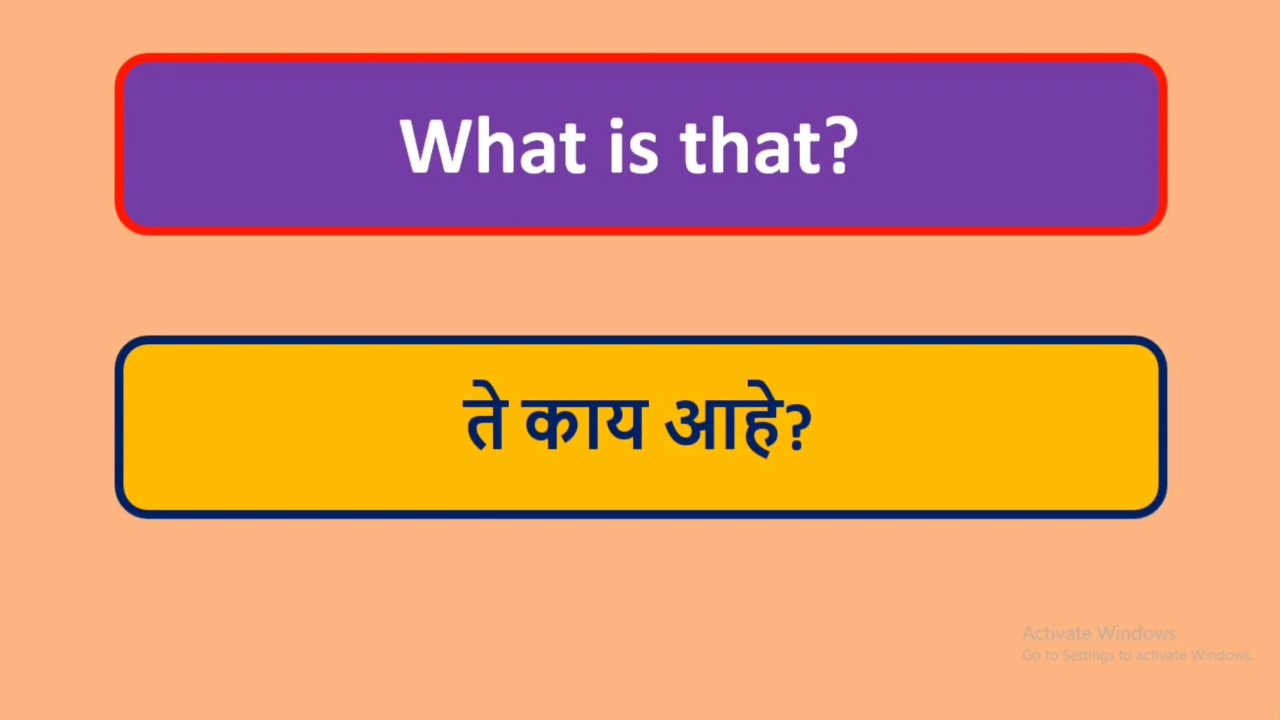 What is that?
ते काय आहे?
Activate Windows
Go to Settings to activate Windows.